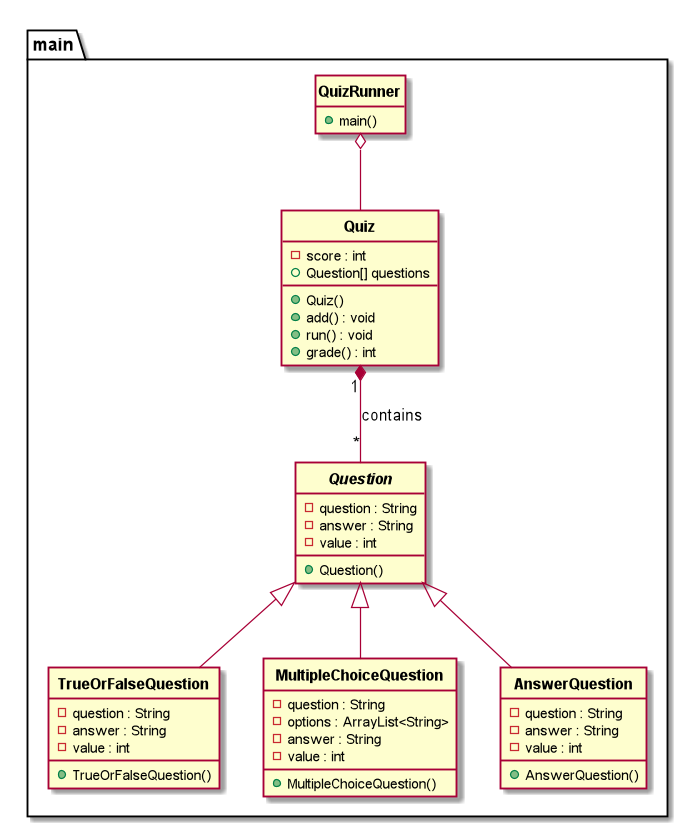 main
QuizRunner
main()
Quiz
score : int
Question[] questions
Quiz()
add() : void
run() : void
grade() : int
1
contains
*
Question
question : String
answer : String
value : int
Question()
TrueOrFalseQuestion
question : String
answer : String
value : int
TrueOrFalseQuestion()
MultipleChoiceQuestion
question : String
options : ArrayList<String>
answer : String
value : int
MultipleChoiceQuestion()
AnswerQuestion
question : String
answer : String
value : int
AnswerQuestion()